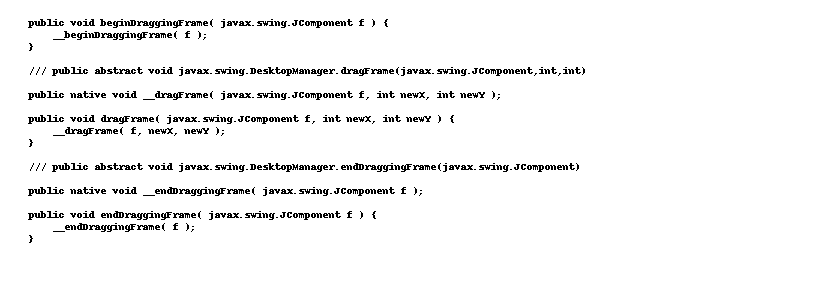 public void beginDraggingFrame( javax.swing.JComponent f ) {
__beginDraggingFrame( f );
}
/// public abstract void javax.swing.DesktopManager.dragFrame(javax.swing.JComponent,int,int)
public native void __dragFrame( javax.swing.JComponent f, int newX, int newY );
public void dragFrame( javax.swing.JComponent f, int newX, int newY ) {
__dragFrame( f, newX, newY );
}
/// public abstract void javax.swing.DesktopManager.endDraggingFrame(javax.swing.JComponent)
public native void __endDraggingFrame( javax.swing.JComponent f );
public void endDraggingFrame( javax.swing.JComponent f ) {
__endDraggingFrame( f );
}